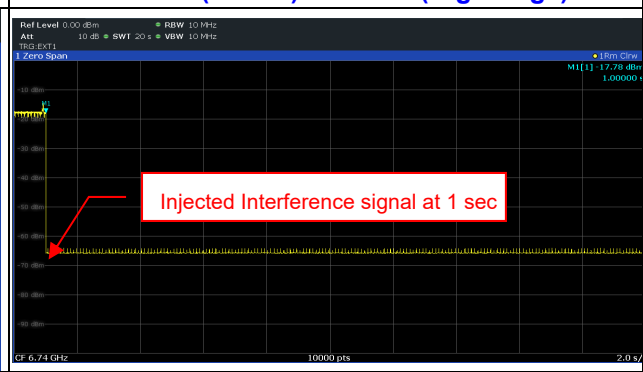 Ref Level 0.00 dBm RBW 10 MHz
Att 10 dB SWT 20 s VBW 10 MHz
TRG:EXT1
1 Zero Span 1Rm Clrw
M1[1] -17.78 dBm
1.00000 s
-10 dBm
M1
-20 dBm
-30 dBm
-40 dBm
Injected Interference signal at 1 sec
-50 dBm
-60 dBm
-70 dBm
-80 dBm
-90 dBm
CF 6.74 GHz 10000 pts 2.0 s/